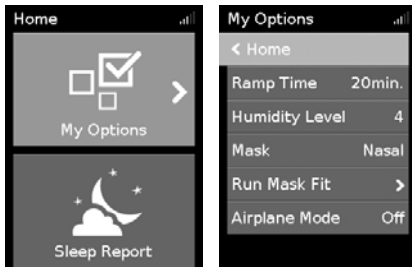 Home
My Options
Sleep Report
My Options
< Home
Ramp Time 20min.
Humidity Level 4
Mask Nasal
Run Mask Fit >
Airplane Mode Off